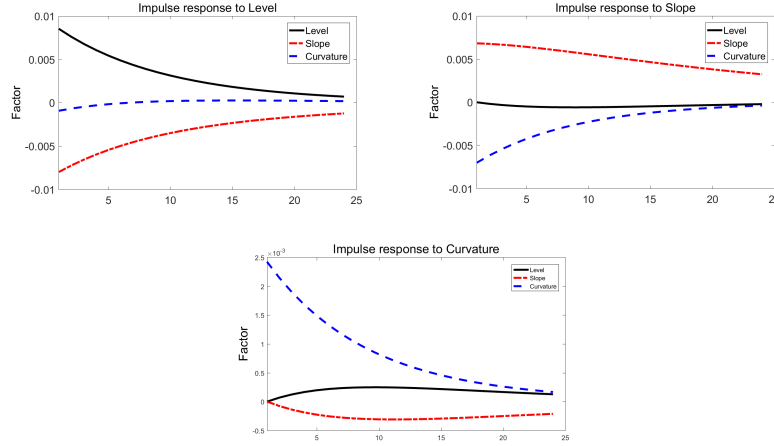 Impulse response to Level
0.01
0.005
0
-0.005
-0.01
Factor
Level
Slope
Curvature
5
10
15
20
25
Impulse response to Slope
0.01
0.005
0
-0.005
-0.01
Factor
Level
Slope
Curvature
5
10
15
20
Impulse response to Curvature
×10⁻³
2.5
2
1.5
1
0.5
0
-0.5
Factor
Level
Slope
Curvature
5
10
15
20
25